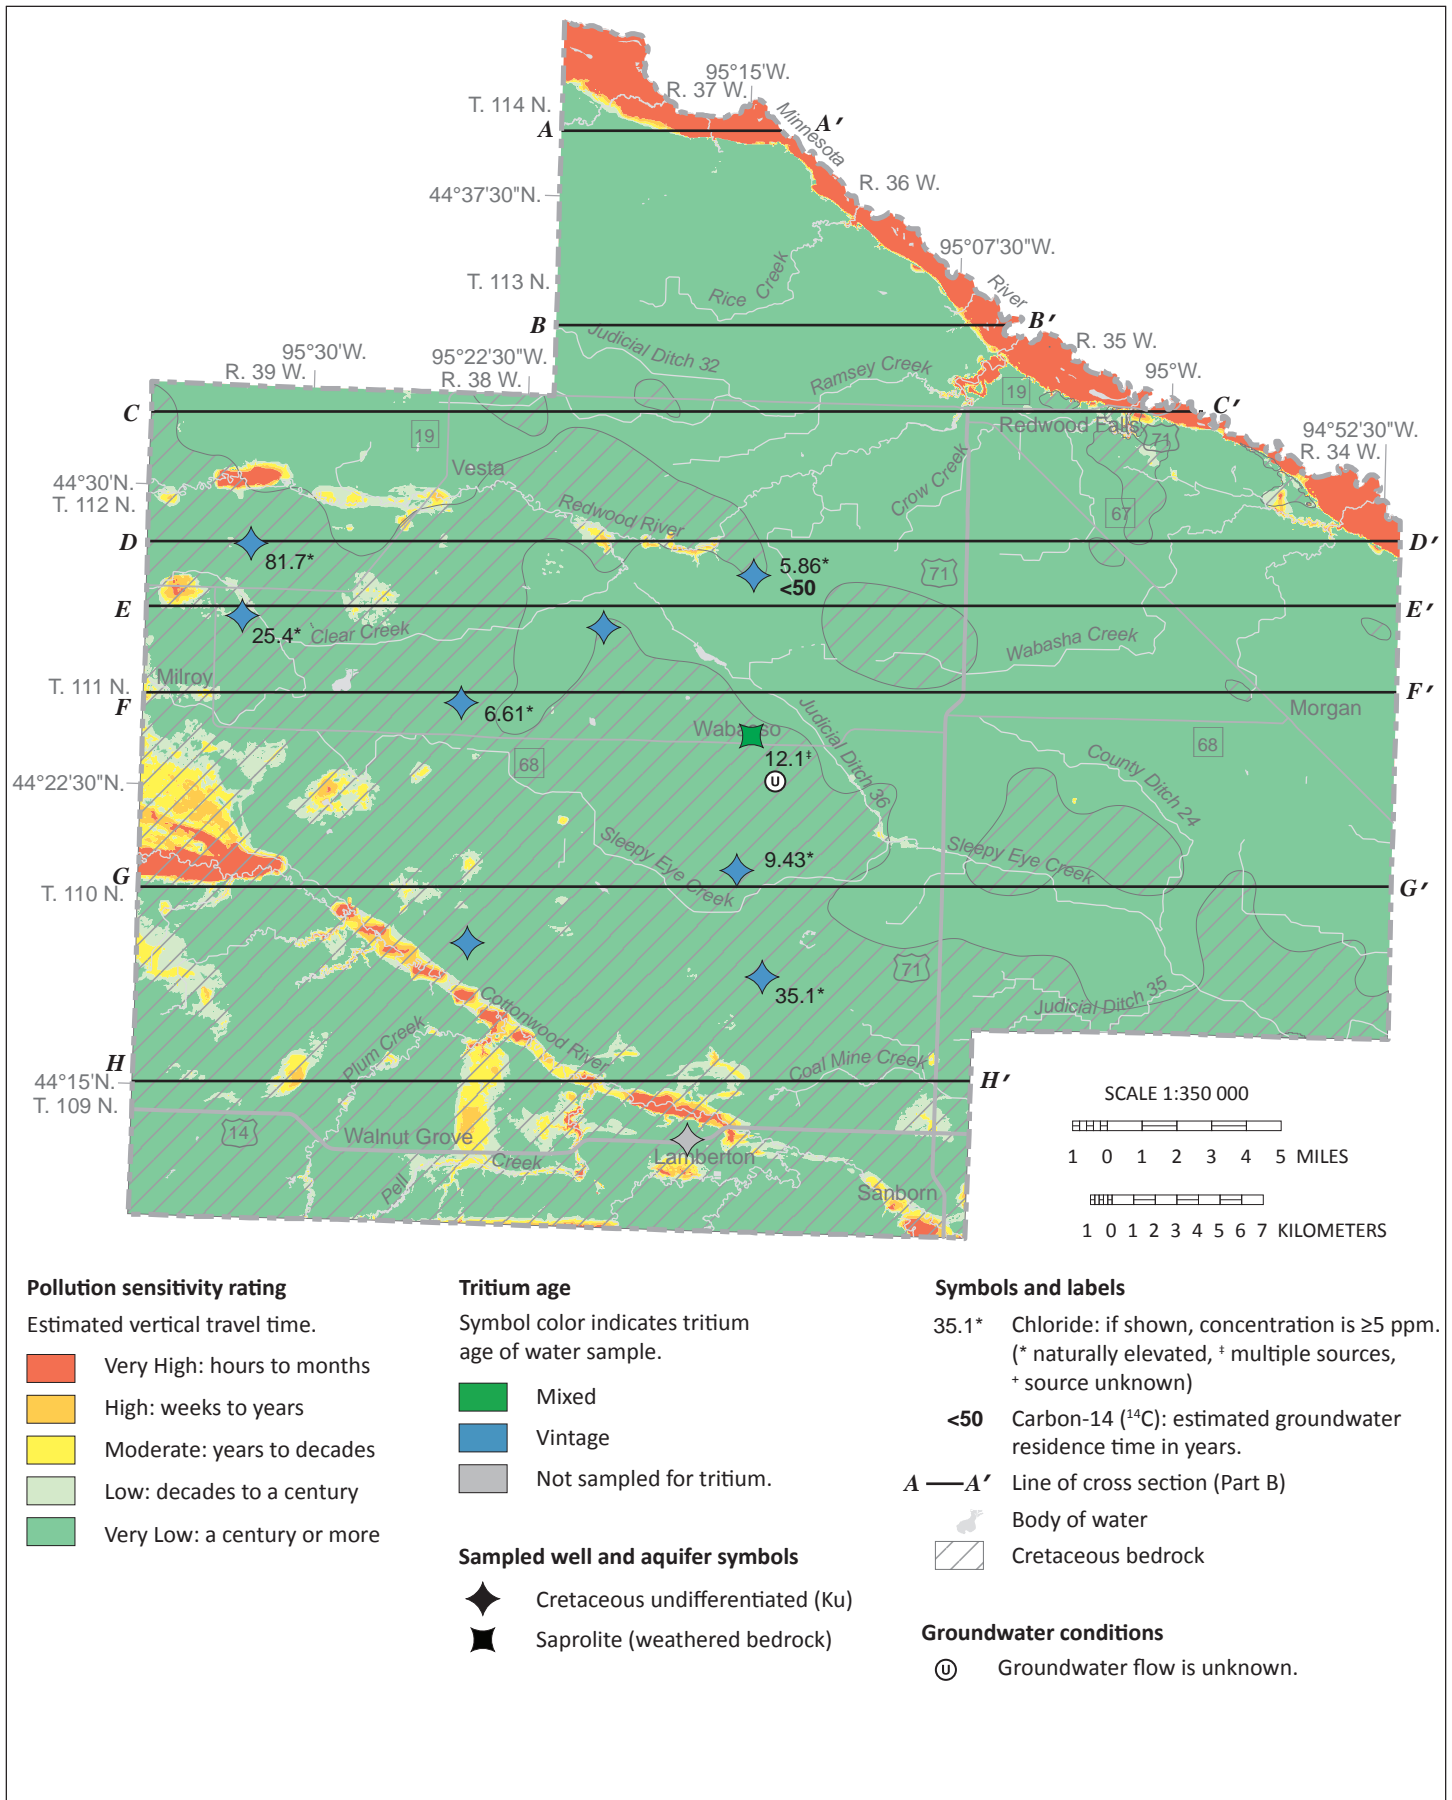 95°15'W.
R. 37 W.
T. 114 N.
A
A′
Minnesota
R. 36 W.
44°37'30"N.
95°07'30"W.
T. 113 N.
Rice Creek
River
B
B′
Judicial Ditch 32
R. 35 W.
95°30'W.
95°22'30"W.
R. 39 W.
R. 38 W.
Ramsey Creek
95°W.
19
C
C′
Redwood Falls
71
94°52'30"W.
R. 34 W.
19
Vesta
Crow Creek
44°30'N.
T. 112 N.
Redwood River
67
D
D′
81.7*
5.86*
<50
71
E
E′
25.4*
Clear Creek
Wabasha Creek
Milroy
T. 111 N.
F
F′
6.61*
Morgan
Wabasso
Judicial Ditch 36
68
12.1‡
68
County Ditch 24
U
44°22'30"N.
Sleepy Eye Creek
Sleepy Eye Creek
9.43*
G
G′
T. 110 N.
71
35.1*
Judicial Ditch 35
Cottonwood River
Plum Creek
Coal Mine Creek
H
H′
44°15'N.
T. 109 N.
14
Walnut Grove
Lamberton
Pell Creek
Sanborn
SCALE 1:350 000
1 0 1 2 3 4 5 MILES
1 0 1 2 3 4 5 6 7 KILOMETERS
Pollution sensitivity rating
Estimated vertical travel time.
Very High: hours to months
High: weeks to years
Moderate: years to decades
Low: decades to a century
Very Low: a century or more
Tritium age
Symbol color indicates tritium
age of water sample.
Mixed
Vintage
Not sampled for tritium.
Sampled well and aquifer symbols
Cretaceous undifferentiated (Ku)
Saprolite (weathered bedrock)
Symbols and labels
35.1* Chloride: if shown, concentration is ≥5 ppm.
(* naturally elevated, ‡ multiple sources,
+ source unknown)
<50 Carbon-14 (¹⁴C): estimated groundwater
residence time in years.
A — A′ Line of cross section (Part B)
Body of water
Cretaceous bedrock
Groundwater conditions
U Groundwater flow is unknown.